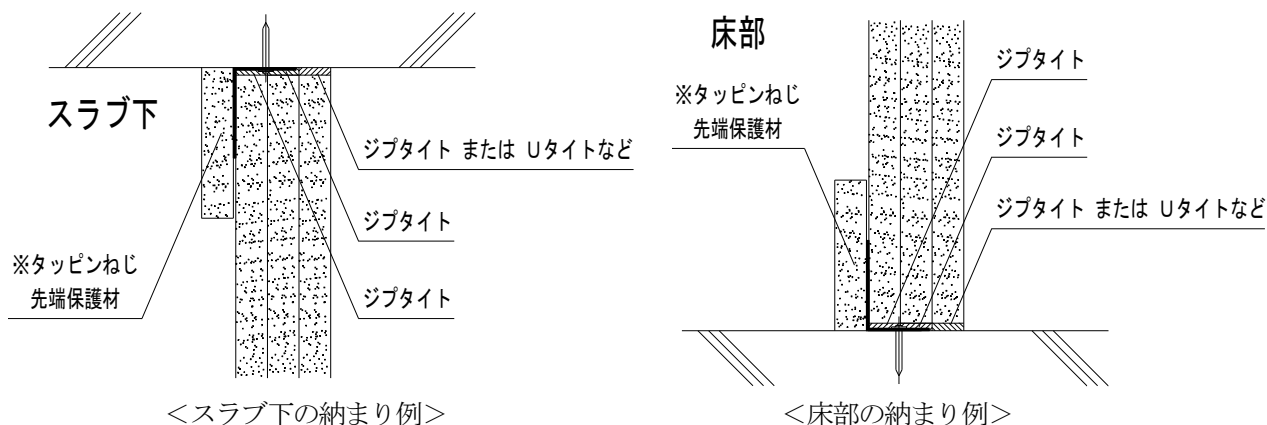 スラブ下
ジプタイト または Uタイトなど
ジプタイト
※タッピンねじ
先端保護材
ジプタイト
＜スラブ下の納まり例＞
床部
ジプタイト
※タッピンねじ
先端保護材
ジプタイト
ジプタイト または Uタイトなど
＜床部の納まり例＞